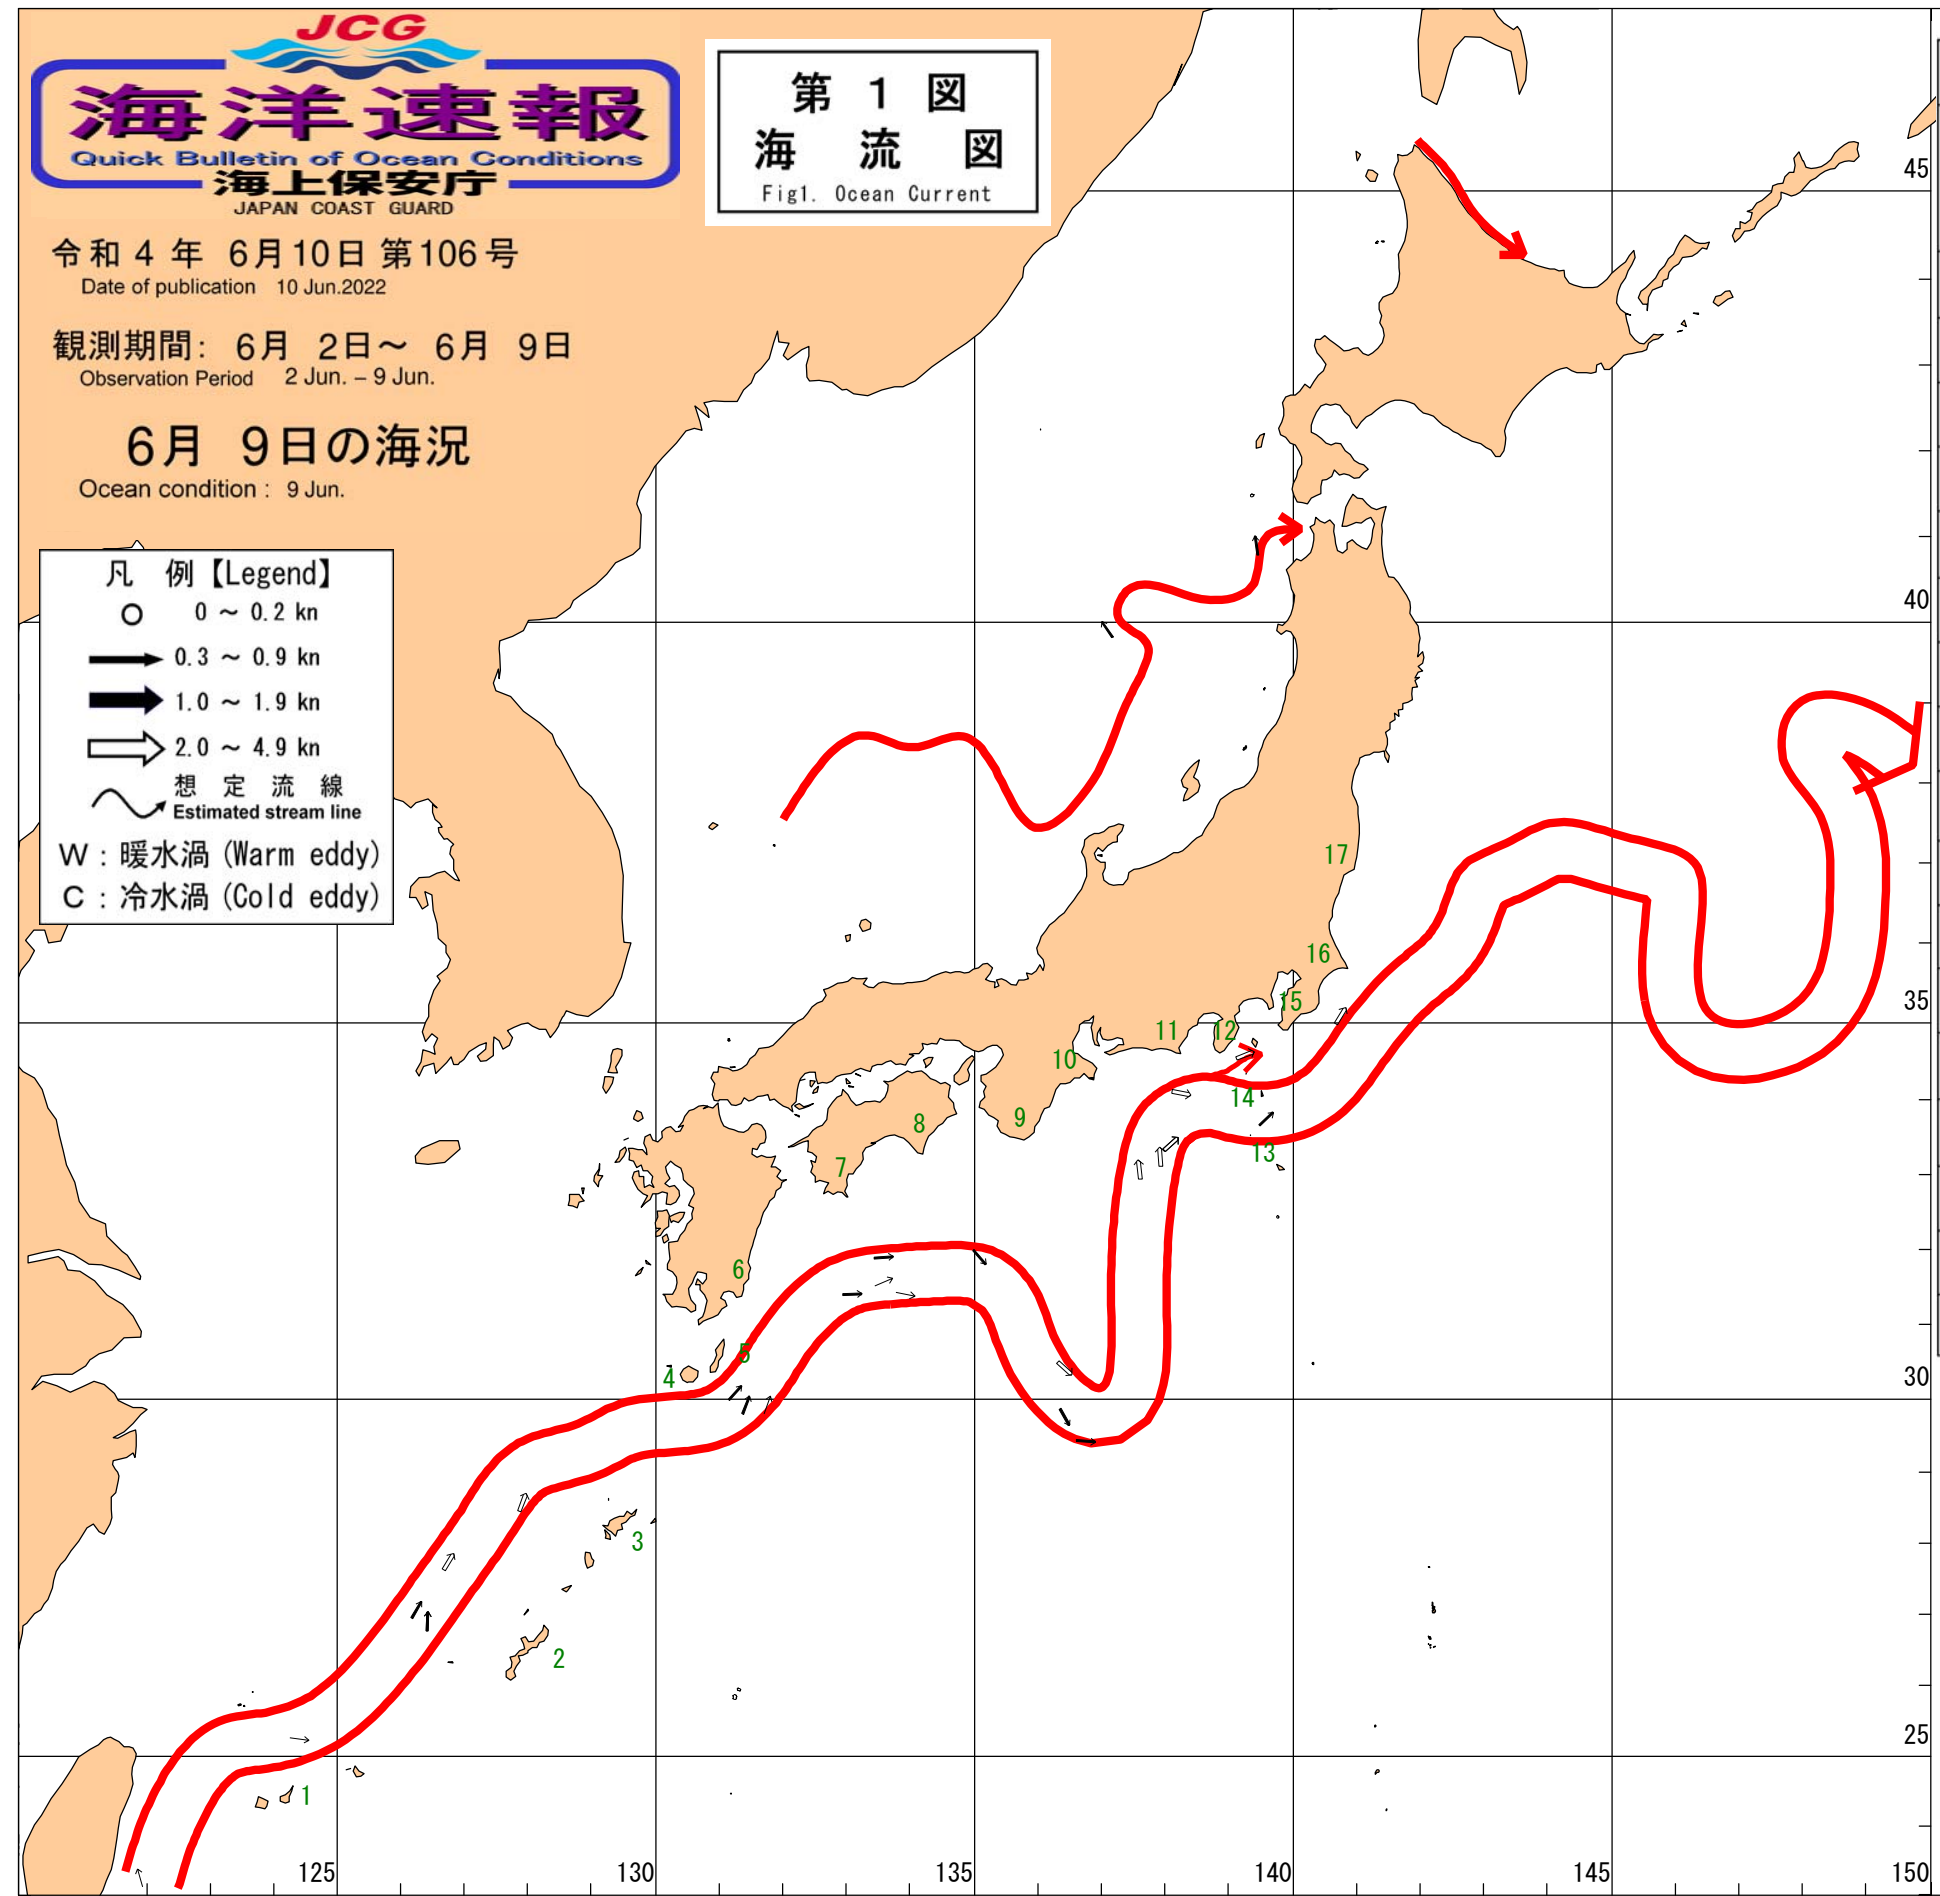 JCG
海洋速報
Quick Bulletin of Ocean Conditions
海上保安庁
JAPAN COAST GUARD
第 1 図
海 流 図
Fig1. Ocean Current
令和 4 年 6月10日 第106号
Date of publication 10 Jun.2022
観測期間: 6月 2日～ 6月 9日
Observation Period 2 Jun. – 9 Jun.
6月 9日の海況
Ocean condition : 9 Jun.
凡 例【Legend】
0 ～ 0.2 kn
0.3 ～ 0.9 kn
1.0 ～ 1.9 kn
2.0 ～ 4.9 kn
想 定 流 線
Estimated stream line
W : 暖水渦 (Warm eddy)
C : 冷水渦 (Cold eddy)
45
40
17
16
35
15
12
11
10
14
9
8
13
7
6
5
4
30
3
2
25
1
125
130
135
140
145
150